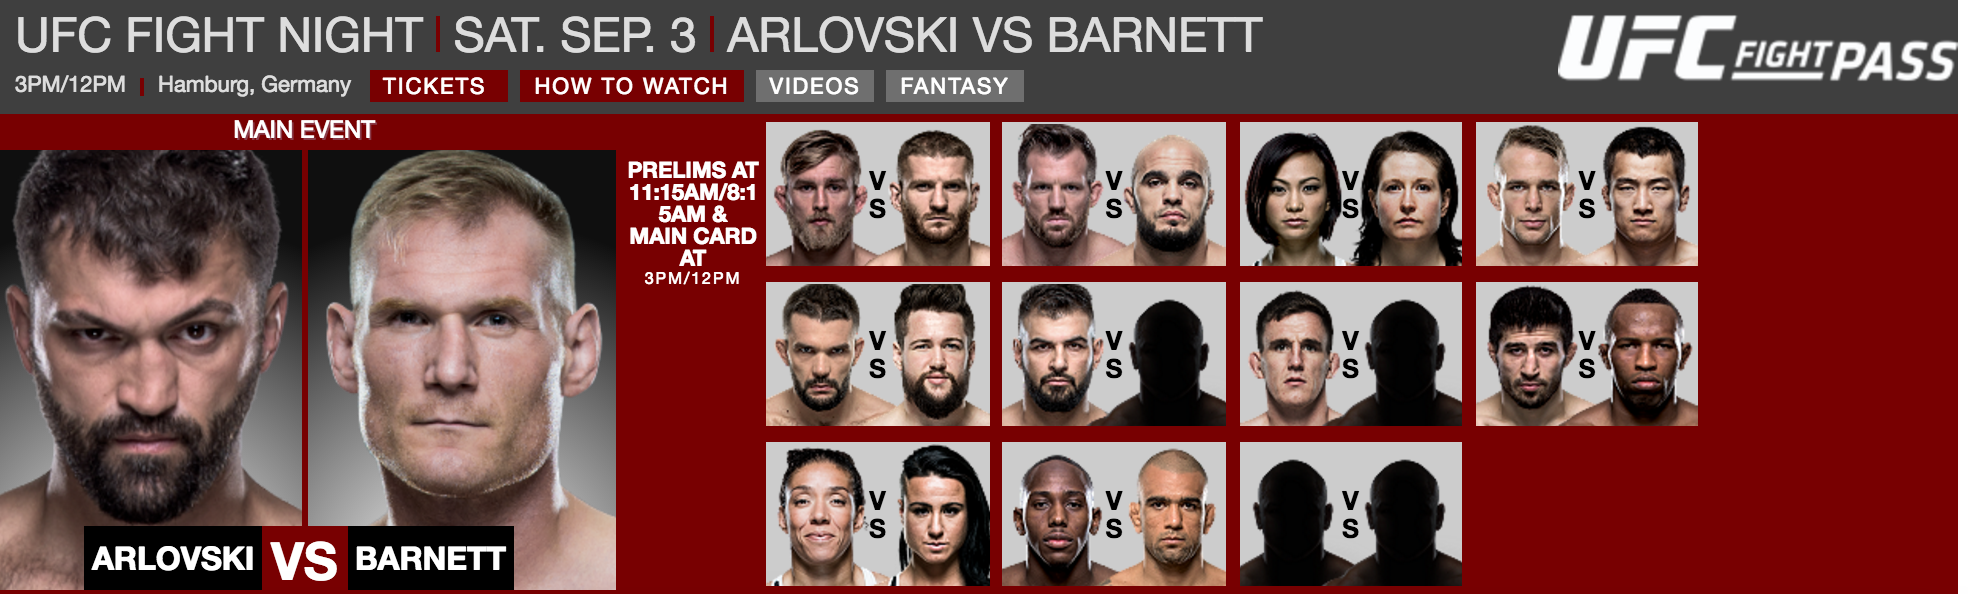 UFC FIGHT NIGHT | SAT. SEP. 3 | ARLOVSKI VS BARNETT
UFC FIGHT PASS
3PM/12PM | Hamburg, Germany TICKETS HOW TO WATCH VIDEOS FANTASY
MAIN EVENT
ARLOVSKI VS BARNETT
PRELIMS AT
11:15AM/8:1
5AM &
MAIN CARD
AT
3PM/12PM
VS
VS
VS
VS
VS
VS
VS
VS
VS
VS
VS